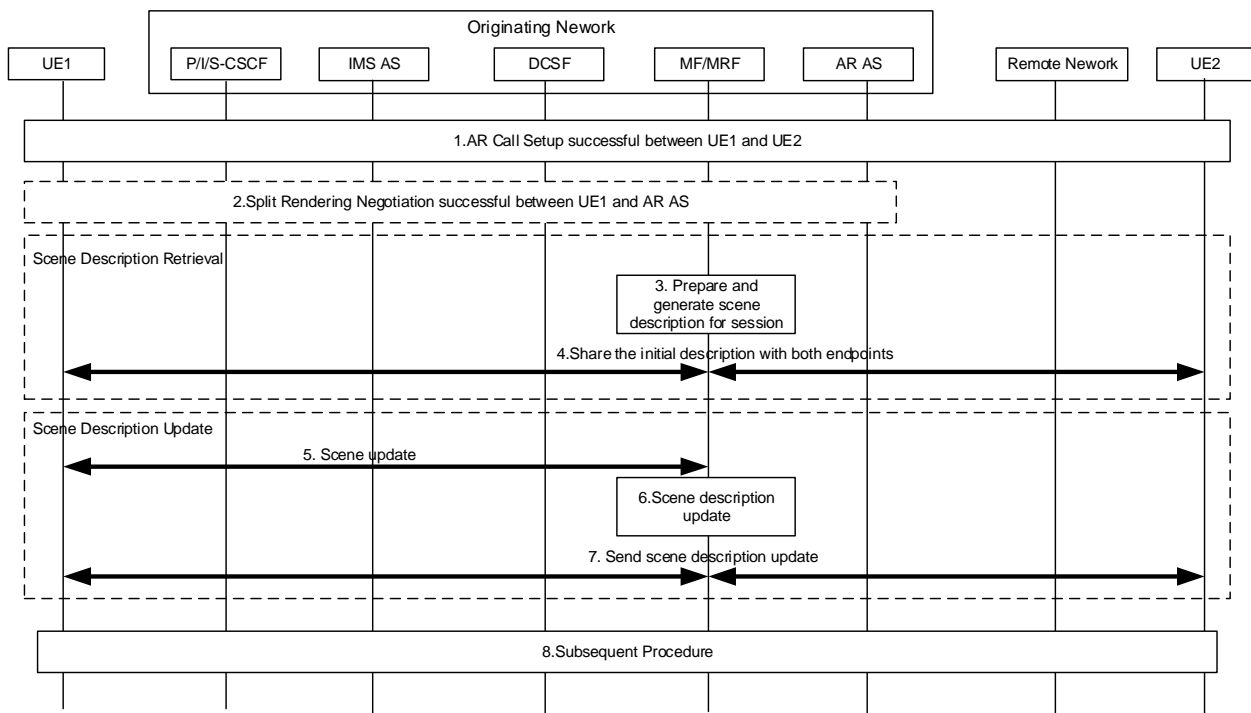 Originating Nework
UE1
P/I/S-CSCF
IMS AS
DCSF
MF/MRF
AR AS
Remote Nework
UE2
1.AR Call Setup successful between UE1 and UE2
2.Split Rendering Negotiation successful between UE1 and AR AS
Scene Description Retrieval
3. Prepare and
generate scene
description for session
4.Share the initial description with both endpoints
Scene Description Update
5. Scene update
6.Scene description
update
7. Send scene description update
8.Subsequent Procedure